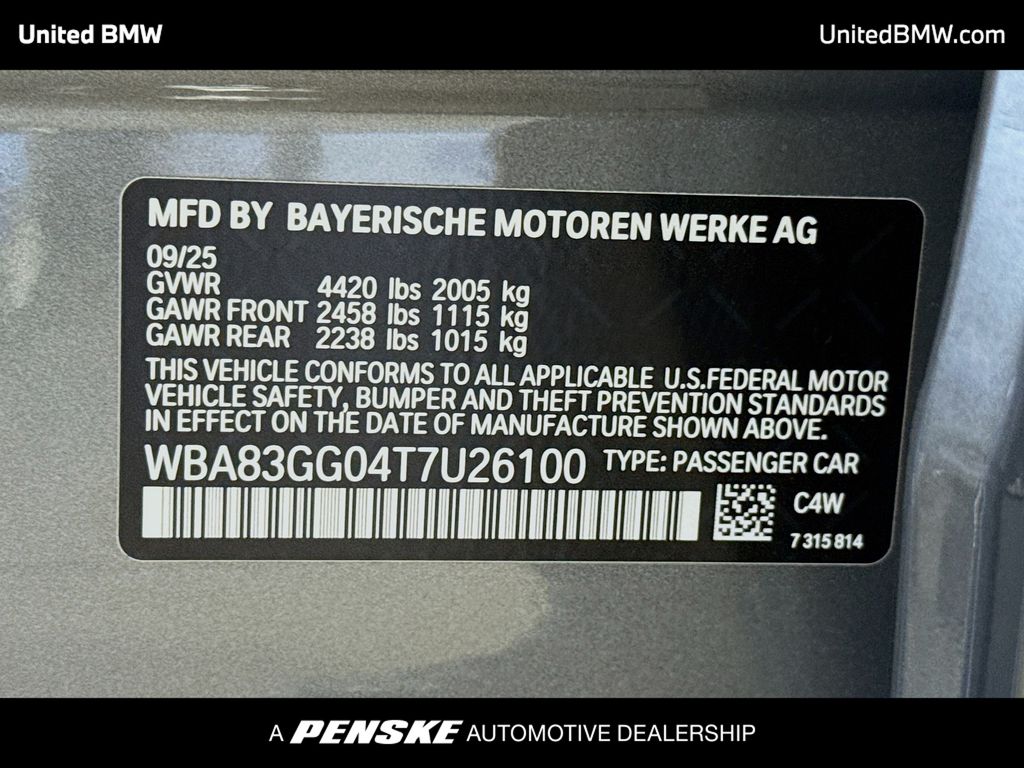 United BMW
UnitedBMW.com
MFD BY BAYERISCHE MOTOREN WERKE AG
09/25
GVWR 4420 lbs 2005 kg
GAWR FRONT 2458 lbs 1115 kg
GAWR REAR 2238 lbs 1015 kg
THIS VEHICLE CONFORMS TO ALL APPLICABLE U.S.FEDERAL MOTOR
VEHICLE SAFETY, BUMPER AND THEFT PREVENTION STANDARDS
IN EFFECT ON THE DATE OF MANUFACTURE SHOWN ABOVE.
WBA83GG04T7U26100 TYPE: PASSENGER CAR
C4W
7 315 814
A PENSKE AUTOMOTIVE DEALERSHIP